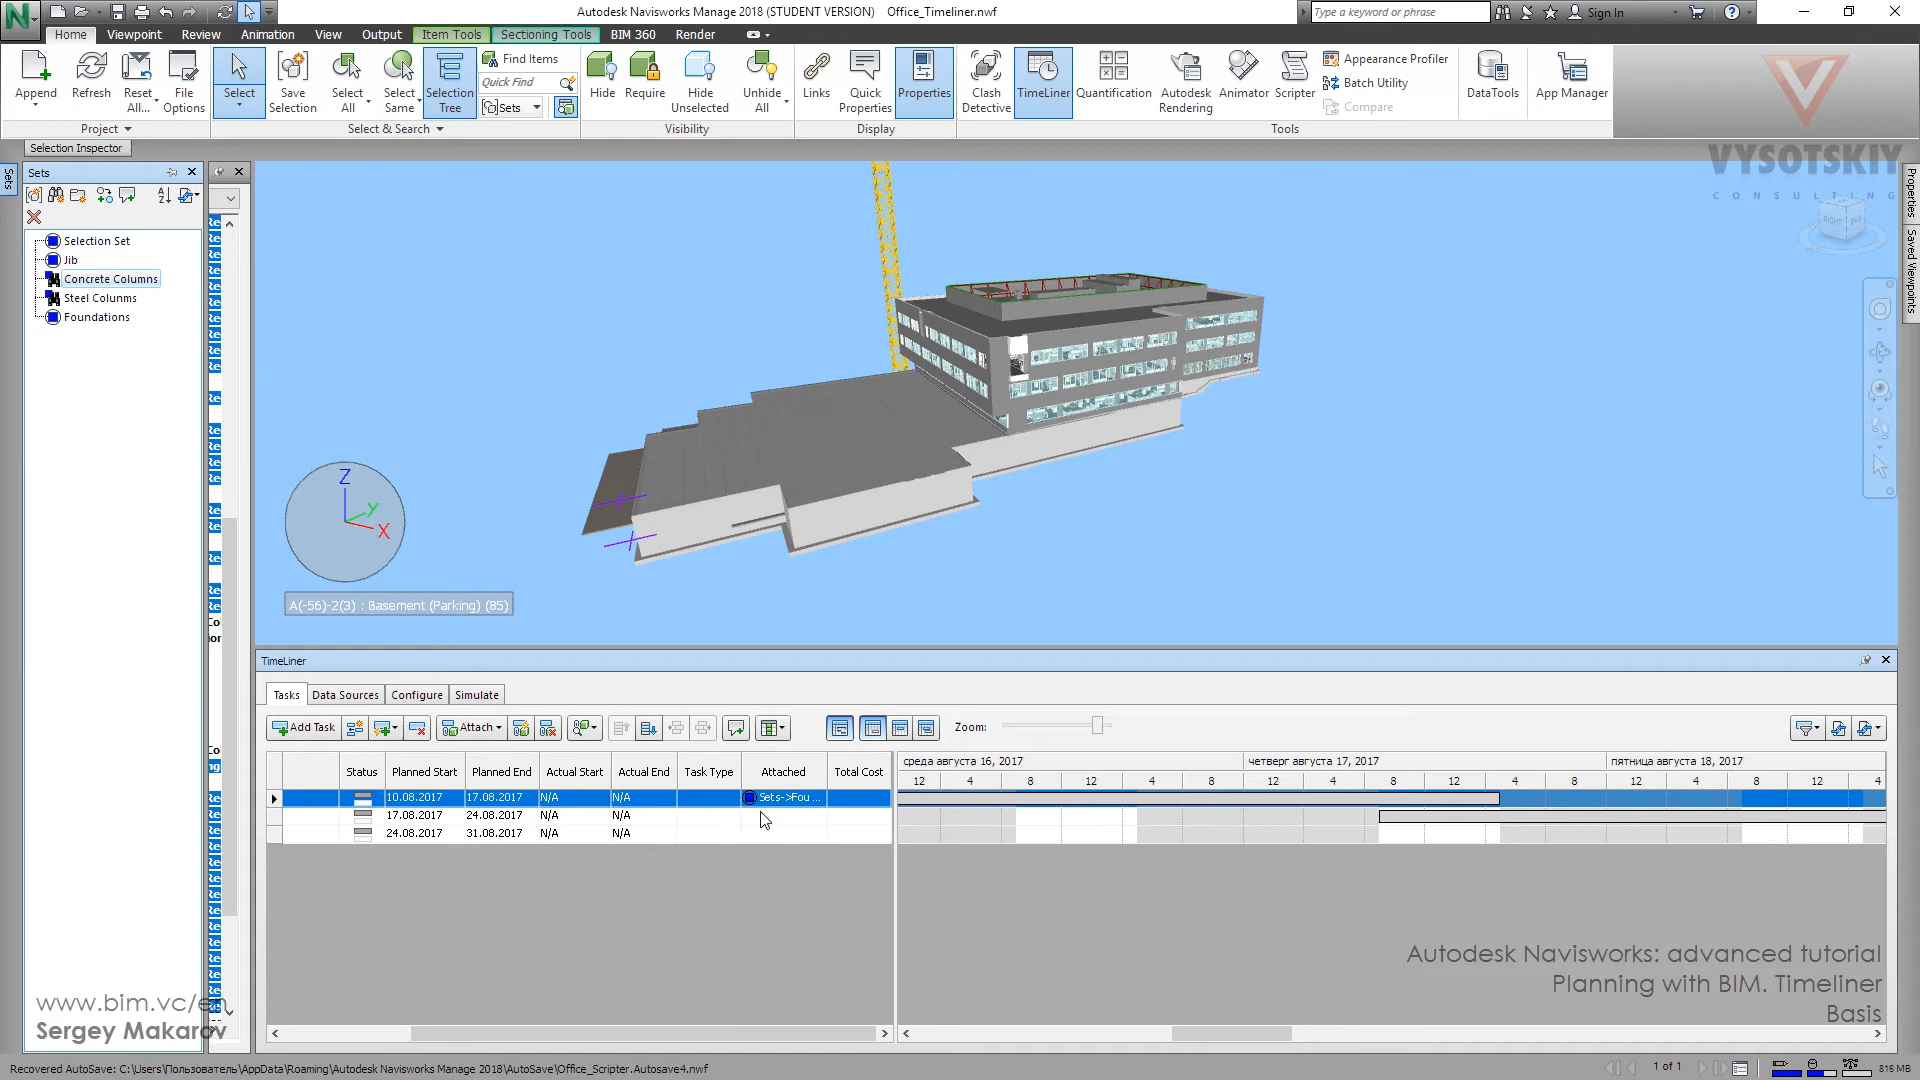 Autodesk Navisworks Manage 2018 (STUDENT VERSION) Office_Timeliner.nwf
Type a keyword or phrase
Sign In
Home Viewpoint Review Animation View Output Item Tools Sectioning Tools BIM 360 Render
Append
Refresh
Reset All...
File Options
Select
Save Selection
Select All
Select Same
Selection Tree
Find Items
Quick Find
Sets
Hide
Require
Hide Unselected
Unhide All
Links
Quick Properties
Properties
Clash Detective
TimeLiner
Quantification
Autodesk Rendering
Animator
Scripter
Appearance Profiler
Batch Utility
Compare
DataTools
App Manager
Project
Select & Search
Visibility
Display
Tools
Selection Inspector
Sets
Sets
Selection Set
Jib
Concrete Columns
Steel Colunms
Foundations
VYSOTSKIY
CONSULTING
RIGHT
Properties
Saved Viewpoints
Z
Y
X
A(-56)-2(3) : Basement (Parking) (85)
TimeLiner
Tasks Data Sources Configure Simulate
Add Task
Attach
Zoom:
Status Planned Start Planned End Actual Start Actual End Task Type Attached Total Cost
10.08.2017 17.08.2017 N/A N/A Sets->Fou ...
17.08.2017 24.08.2017 N/A N/A
24.08.2017 31.08.2017 N/A N/A
среда августа 16, 2017 четверг августа 17, 2017 пятница августа 18, 2017
12 4 8 12 4 8 12 4 8 12 4 8 12 4 8 12 4
Autodesk Navisworks: advanced tutorial
Planning with BIM. Timeliner
Basis
www.bim.vc/en
Sergey Makarov
Recovered AutoSave: C:\Users\Пользователь\AppData\Roaming\Autodesk Navisworks Manage 2018\AutoSave\Office_Scripter.Autosave4.nwf
1 of 1
816 MB